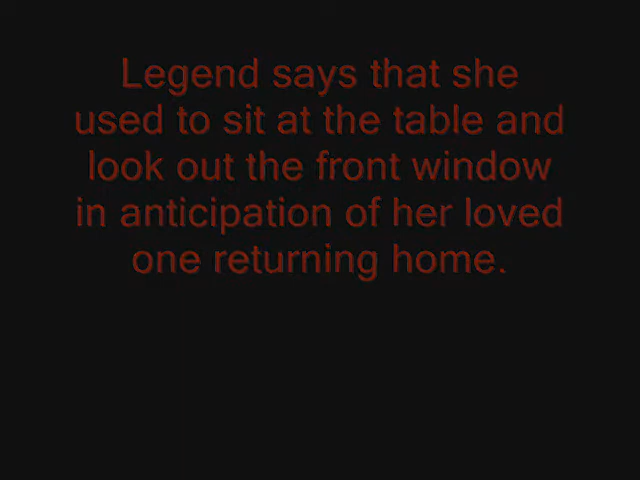 Legend says that she
used to sit at the table and
look out the front window
in anticipation of her loved
one returning home.